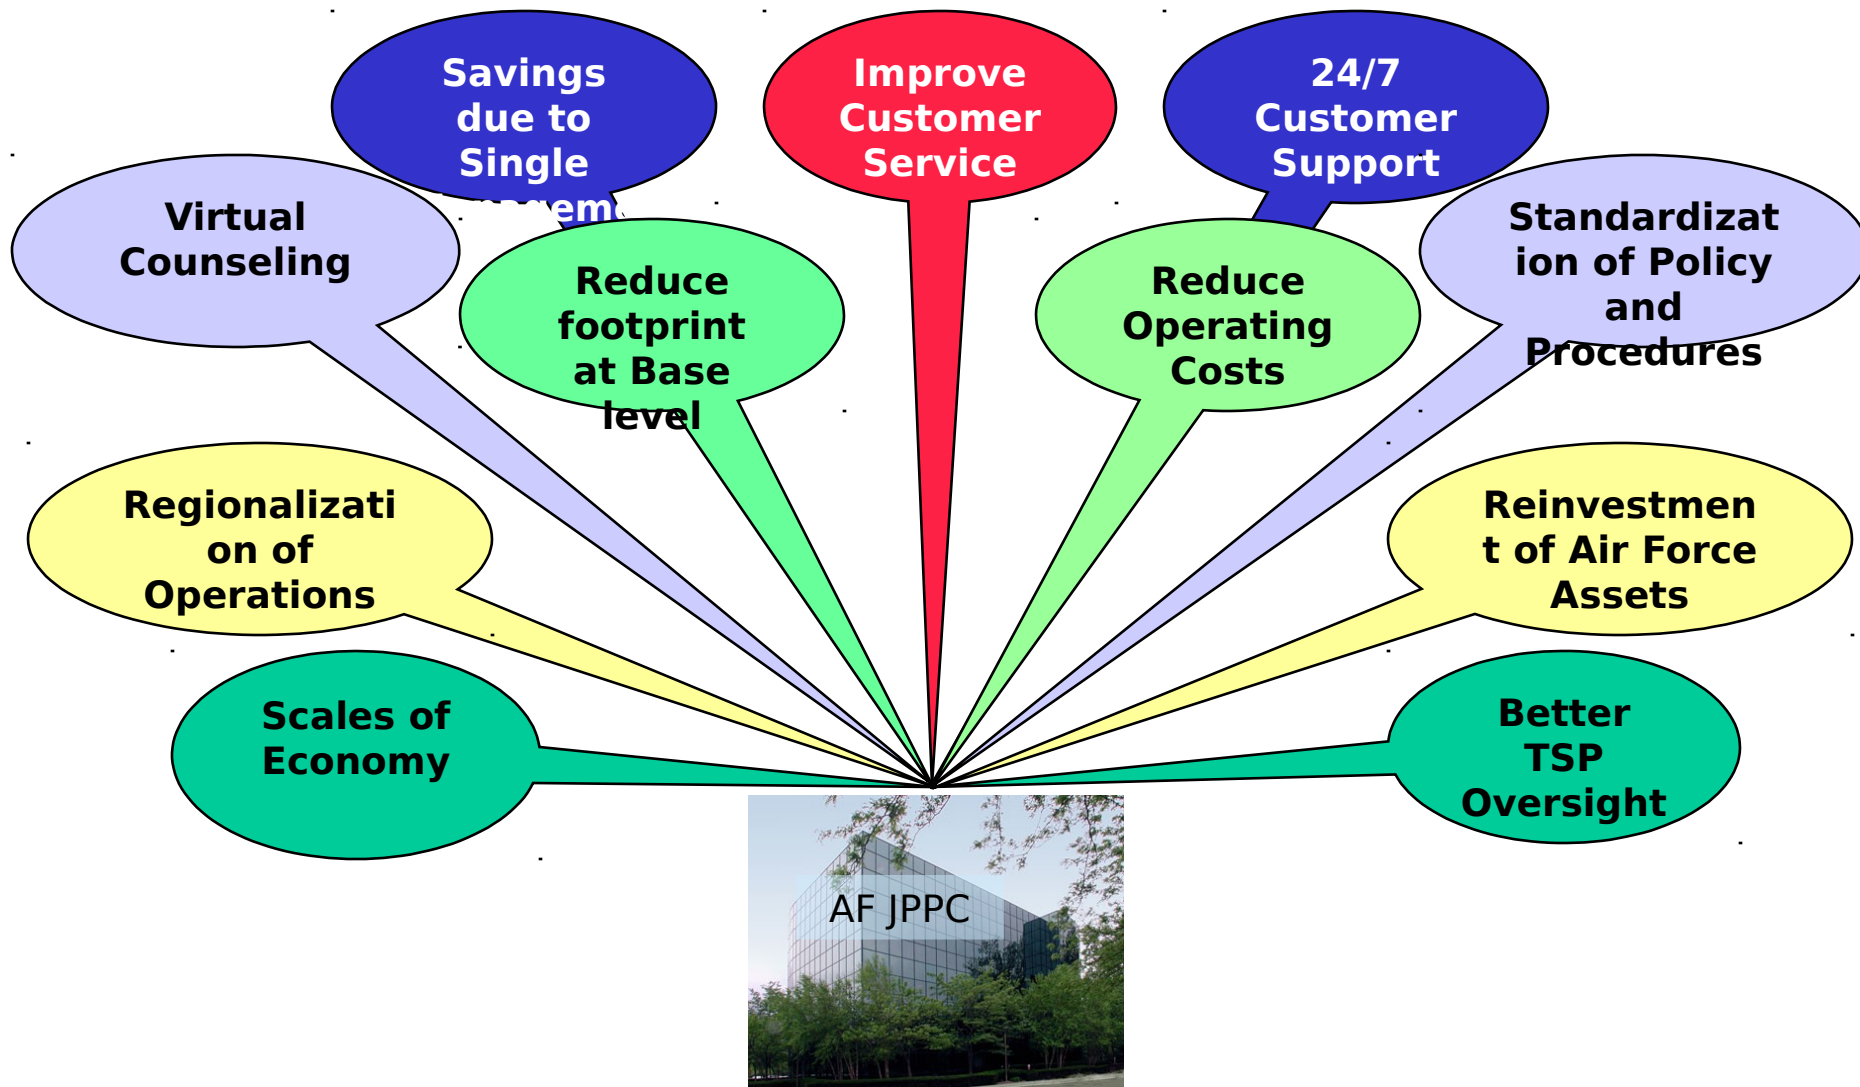 Savings
due to
Single
Improve
Customer
Service
24/7
Customer
Support
Virtual
Counseling
Standardizat
ion of Policy
and
Procedures
Reduce
footprint
at Base
level
Reduce
Operating
Costs
Regionalizati
on of
Operations
Reinvestmen
t of Air Force
Assets
Scales of
Economy
Better
TSP
Oversight
AF JPPC